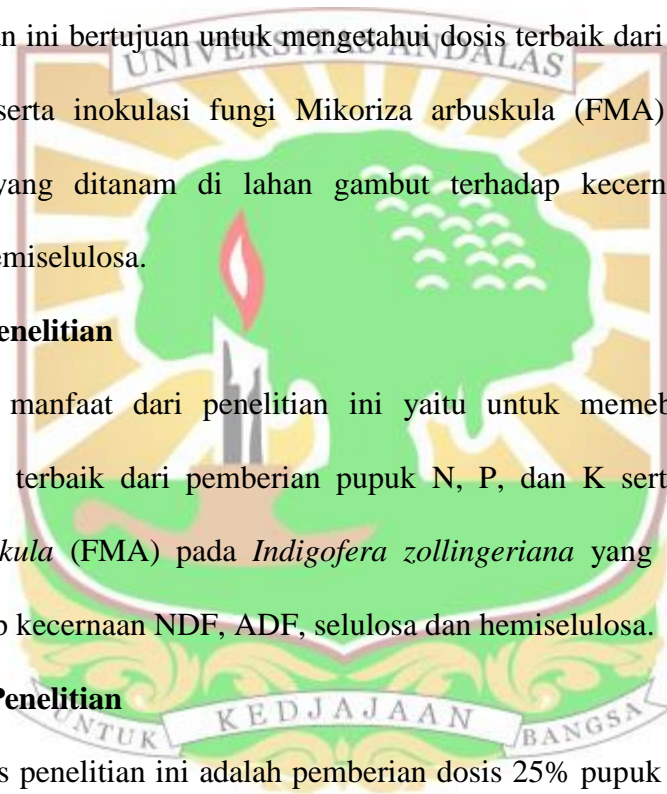 an ini bertujuan untuk mengetahui dosis terbaik dari
UNIVERSITAS ANDALAS
serta inokulasi fungi Mikoriza arbuskula (FMA)
yang ditanam di lahan gambut terhadap kecern
emiselulosa.
enelitian
manfaat dari penelitian ini yaitu untuk memeb
terbaik dari pemberian pupuk N, P, dan K sert
kula (FMA) pada Indigofera zollingeriana yang
p kecernaan NDF, ADF, selulosa dan hemiselulosa.
Penelitian
UNTUK KEDJAJAAN BANGSA
s penelitian ini adalah pemberian dosis 25% pupuk